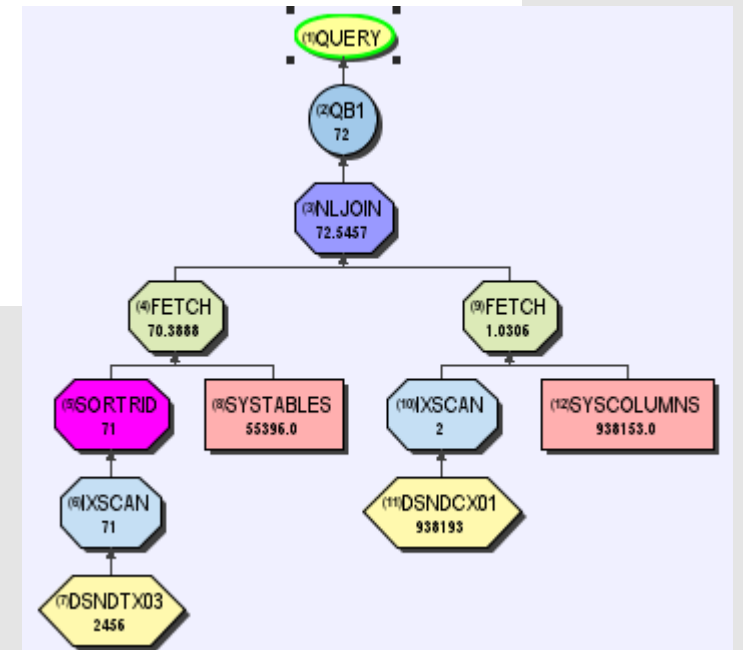 (1)QUERY
(2)QB1
72
(3)NLJOIN
72.5457
(4)FETCH
70.3888
(9)FETCH
1.0306
(5)SORTRID
71
(8)SYSTABLES
55396.0
(10)IXSCAN
2
(12)SYSCOLUMNS
938153.0
(6)IXSCAN
71
(11)DSNDCX01
938193
(7)DSNDTX03
2456